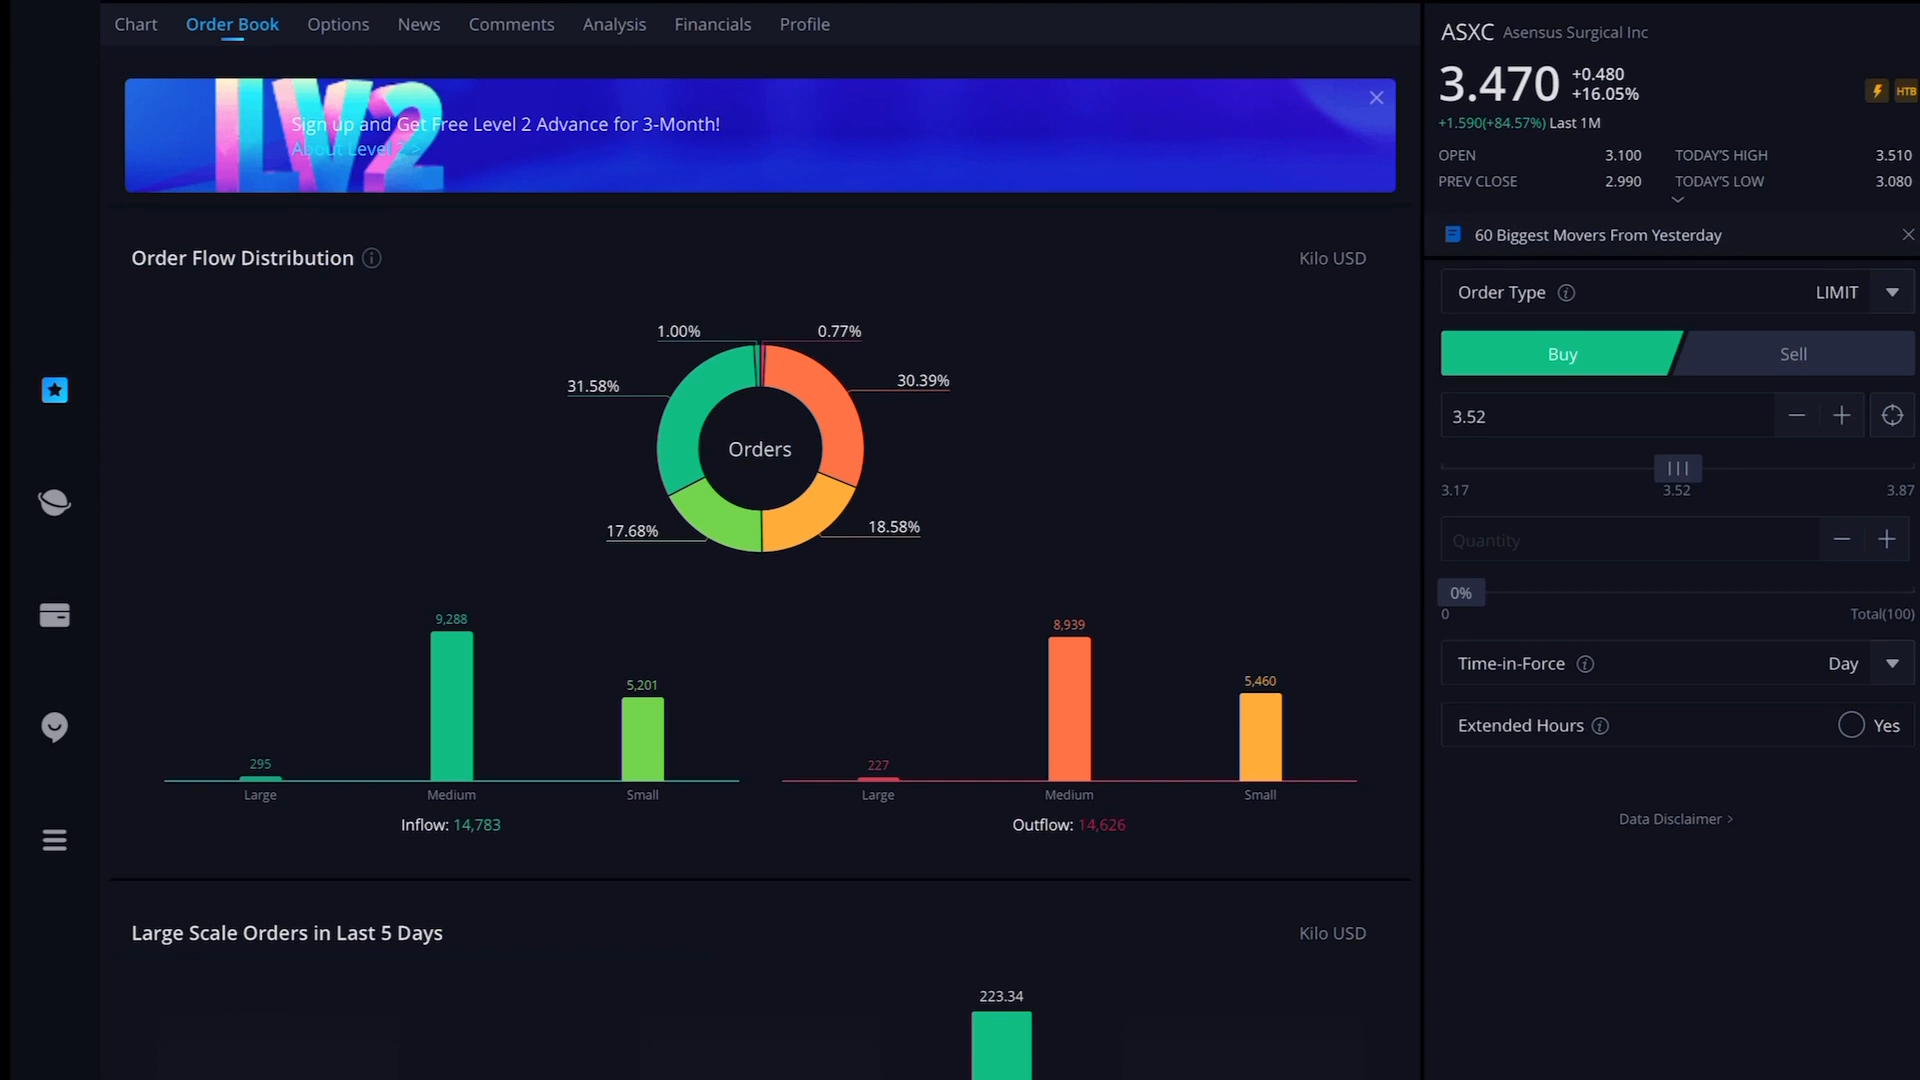 Chart Order Book Options News Comments Analysis Financials Profile
LV2
Sign up and Get Free Level 2 Advance for 3-Month!
About Level 2 >
Order Flow Distribution
Kilo USD
1.00% 0.77%
31.58% 30.39%
Orders
17.68% 18.58%
9,288
5,201
295
Large Medium Small
Inflow: 14,783
8,939
5,460
227
Large Medium Small
Outflow: 14,626
Large Scale Orders in Last 5 Days
Kilo USD
223.34
ASXC Asensus Surgical Inc
3.470
+0.480
+16.05%
HTB
+1.590(+84.57%) Last 1M
OPEN 3.100 TODAY'S HIGH 3.510
PREV CLOSE 2.990 TODAY'S LOW 3.080
60 Biggest Movers From Yesterday
Order Type LIMIT
Buy Sell
3.52
3.17 3.52 3.87
Quantity
0%
0 Total(100)
Time-in-Force Day
Extended Hours Yes
Data Disclaimer >